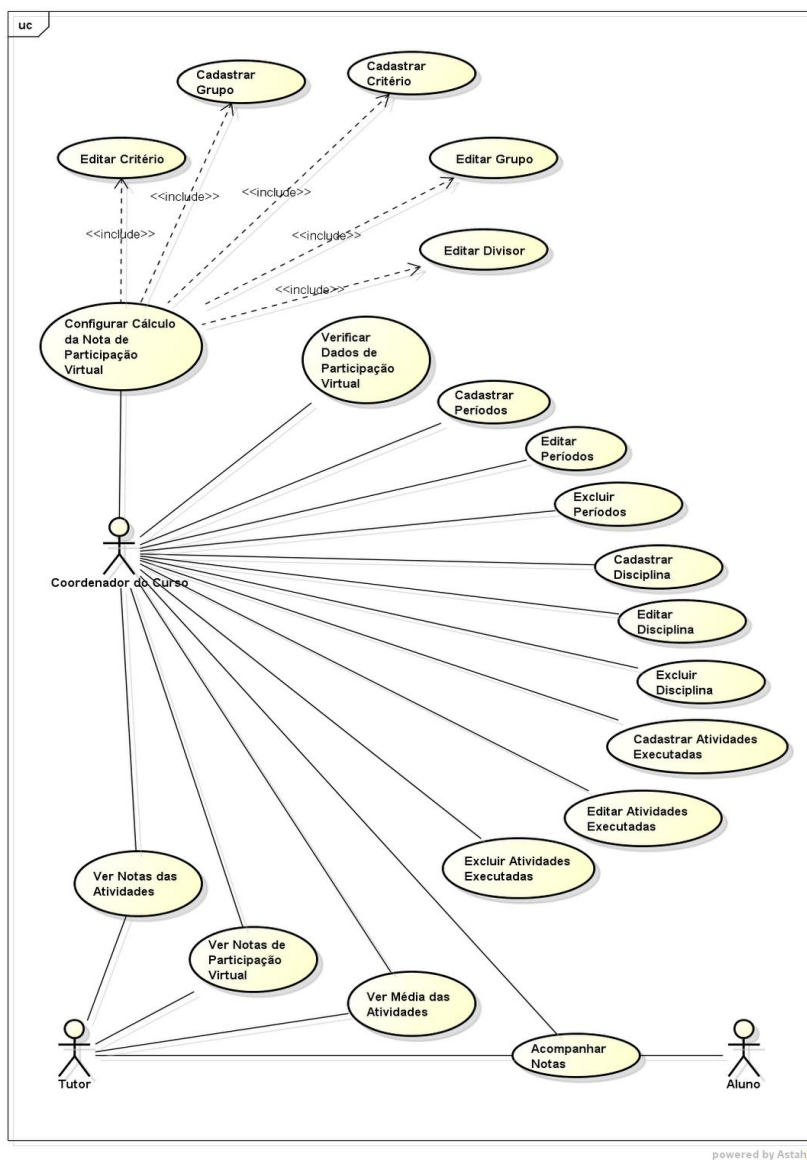 uc
Cadastrar
Grupo
Cadastrar
Critério
Editar Critério
Editar Grupo
<<include>>
<<include>>
<<include>>
<<include>>
Editar Divisor
<<include>>
Configurar Cálculo
da Nota de
Participação
Virtual
Verificar
Dados de
Participação
Virtual
Cadastrar
Períodos
Editar
Períodos
Excluir
Períodos
Coordenador do Curso
Cadastrar
Disciplina
Editar
Disciplina
Excluir
Disciplina
Cadastrar Atividades
Executadas
Editar Atividades
Executadas
Excluir Atividades
Executadas
Ver Notas das
Atividades
Ver Notas de
Participação
Virtual
Ver Média das
Atividades
Acompanhar
Notas
Tutor
Aluno
powered by Astah